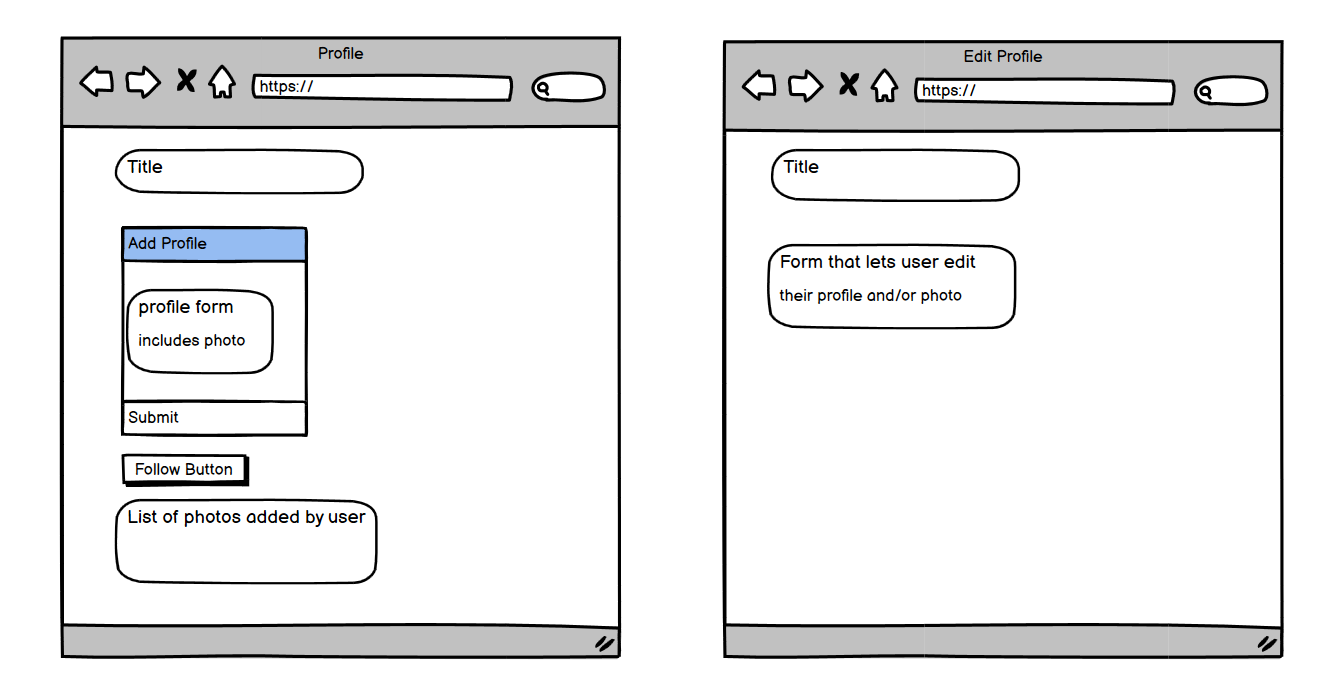 Profile
https://
Title
Add Profile
profile form
includes photo
Submit
Follow Button
List of photos added by user
Edit Profile
https://
Title
Form that lets user edit
their profile and/or photo